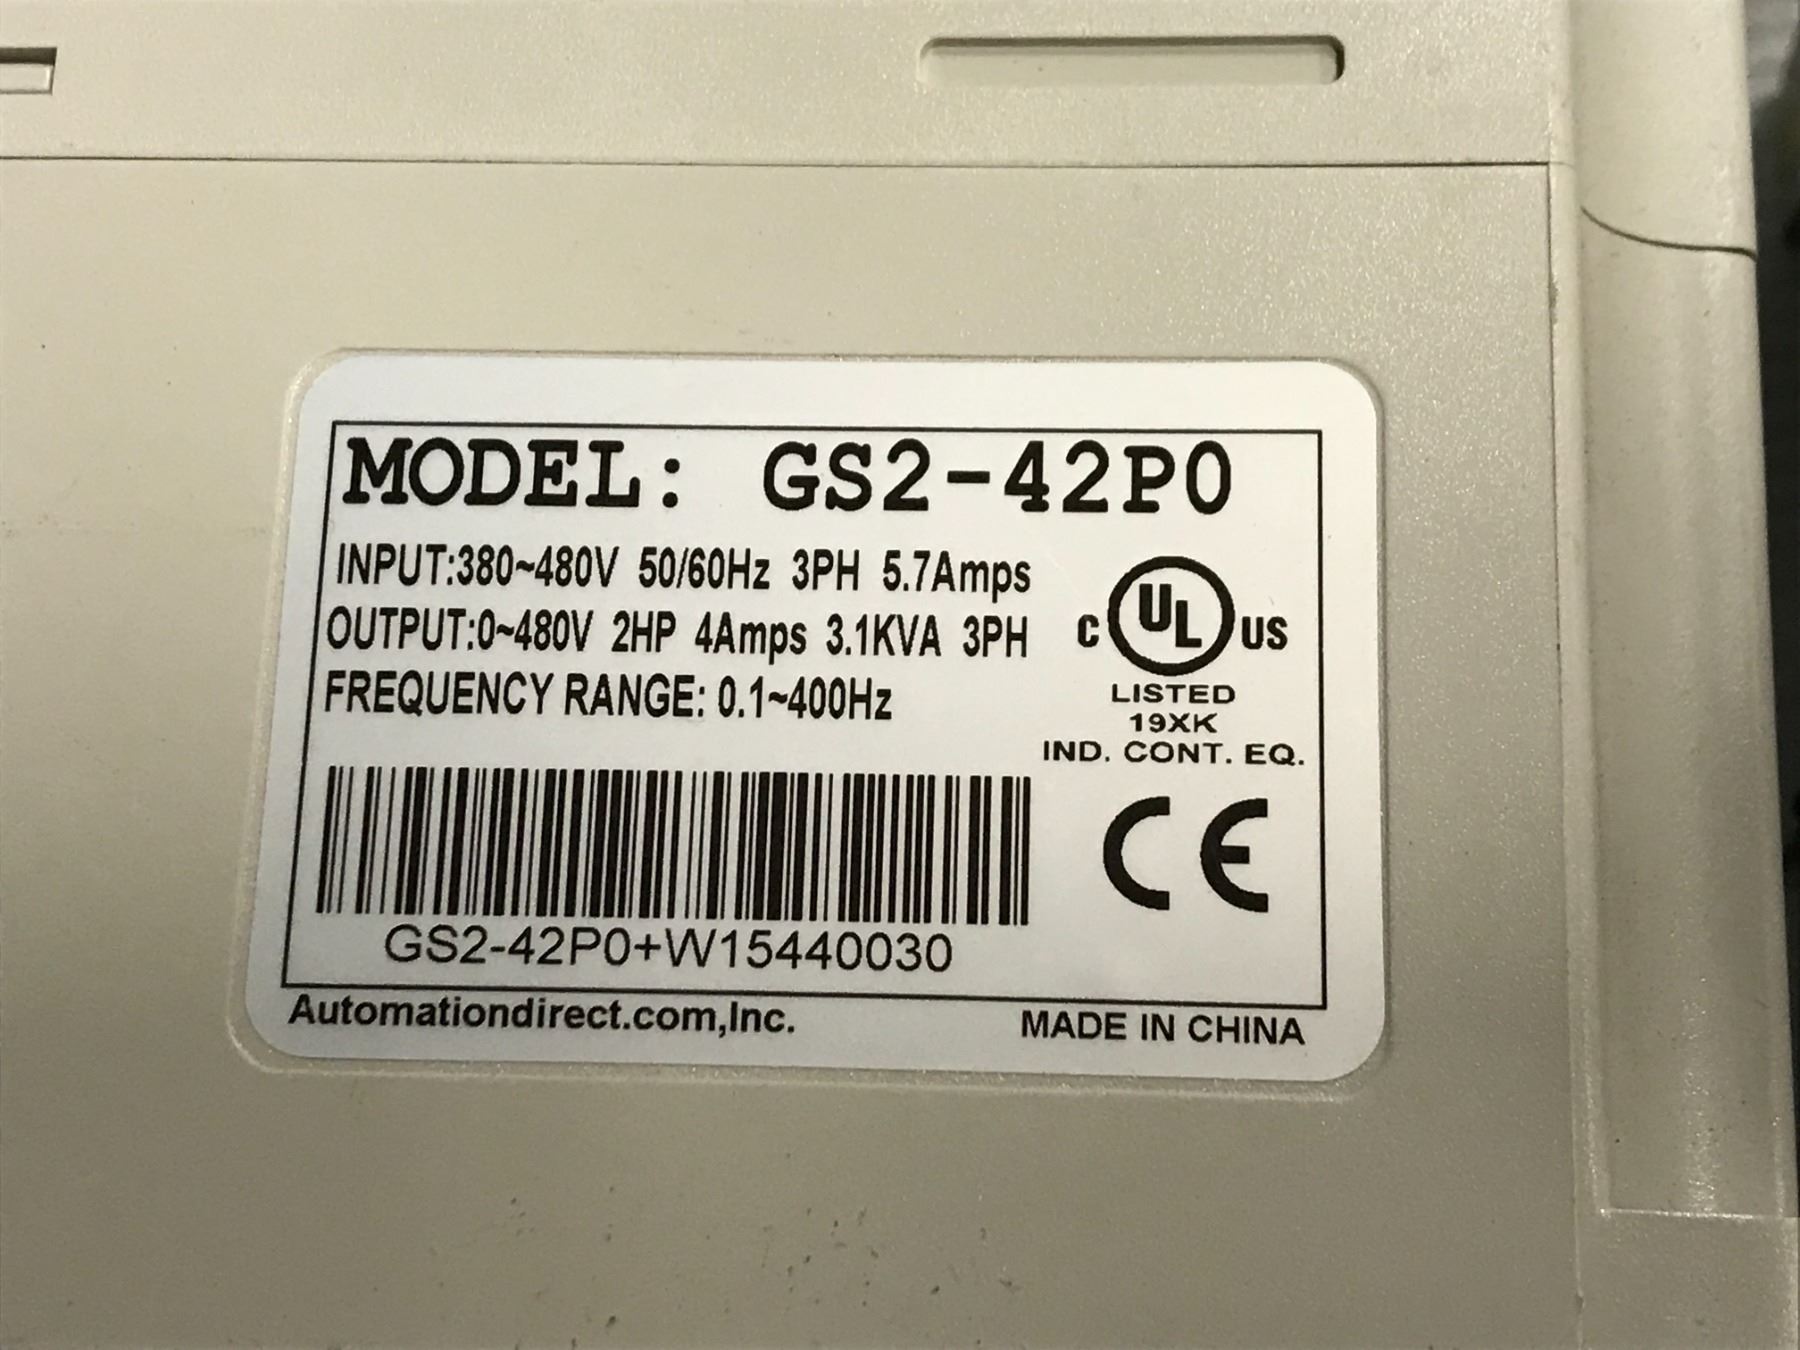 MODEL: GS2-42P0
INPUT:380~480V 50/60Hz 3PH 5.7Amps
OUTPUT:0~480V 2HP 4Amps 3.1KVA 3PH
FREQUENCY RANGE: 0.1~400Hz
C UL US
LISTED
19XK
IND. CONT. EQ.
CE
GS2-42P0+W15440030
Automationdirect.com,Inc.
MADE IN CHINA